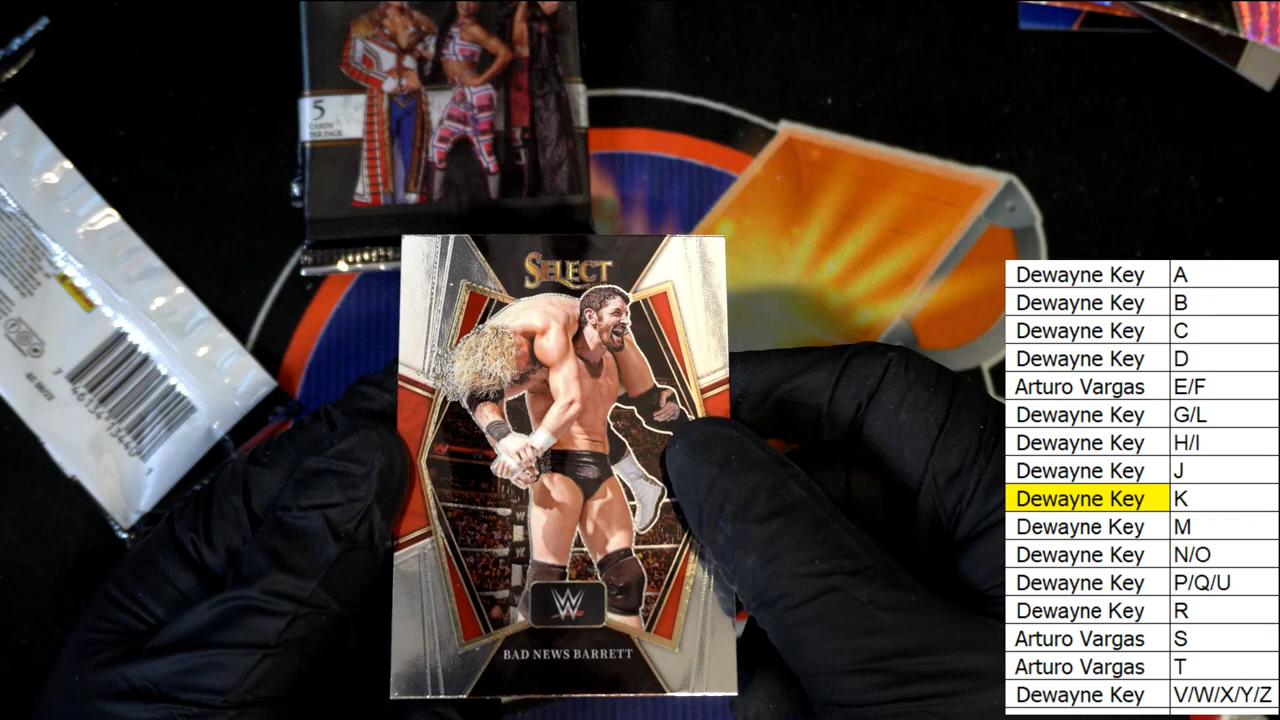 5
CARDS
PER PACK
SELECT
W
BAD NEWS BARRETT
Dewayne Key A
Dewayne Key B
Dewayne Key C
Dewayne Key D
Arturo Vargas E/F
Dewayne Key G/L
Dewayne Key H/I
Dewayne Key J
Dewayne Key K
Dewayne Key M
Dewayne Key N/O
Dewayne Key P/Q/U
Dewayne Key R
Arturo Vargas S
Arturo Vargas T
Dewayne Key V/W/X/Y/Z